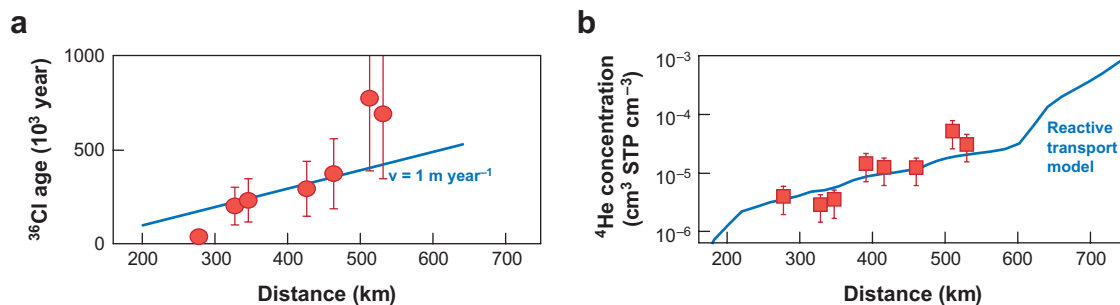 a
³⁶Cl age (10³ year)
1000
500
0
v = 1 m year⁻¹
200 300 400 500 600 700
Distance (km)
b
⁴He concentration
(cm³ STP cm⁻³)
10⁻³
10⁻⁴
10⁻⁵
10⁻⁶
Reactive
transport
model
200 300 400 500 600 700
Distance (km)